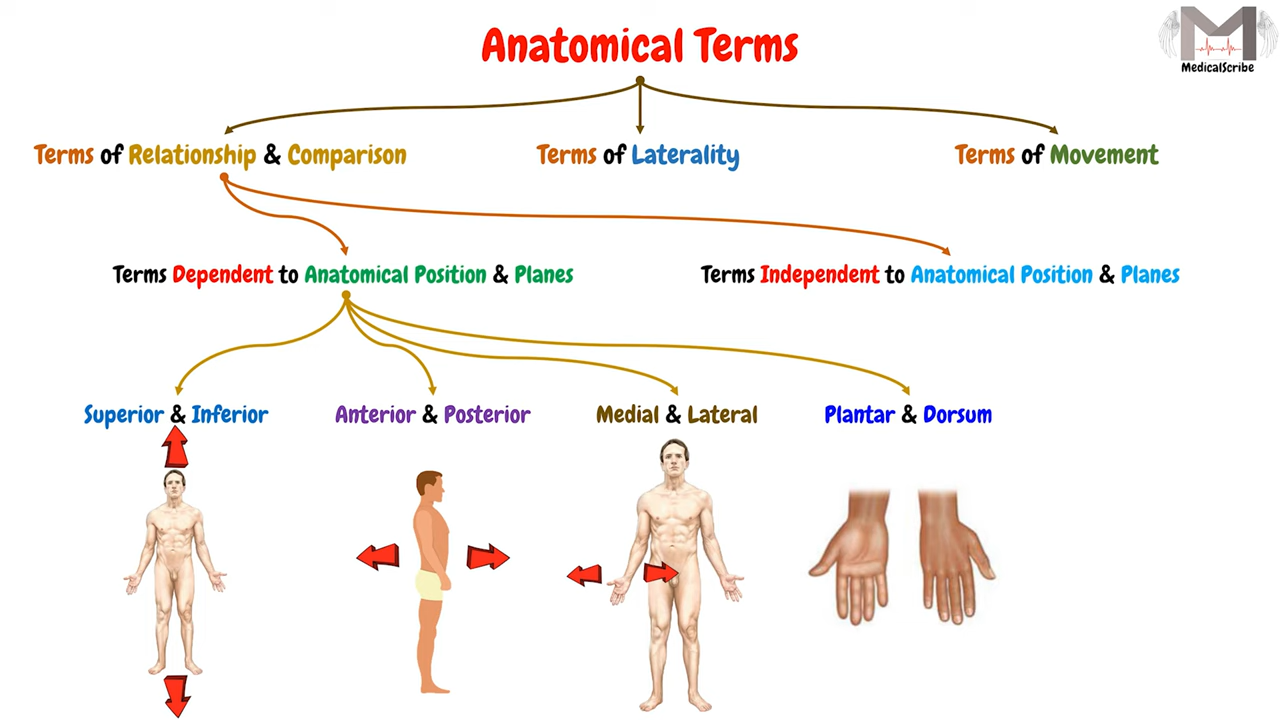 Anatomical Terms
MedicalScribe
Terms of Relationship & Comparison
Terms of Laterality
Terms of Movement
Terms Dependent to Anatomical Position & Planes
Terms Independent to Anatomical Position & Planes
Superior & Inferior
Anterior & Posterior
Medial & Lateral
Plantar & Dorsum